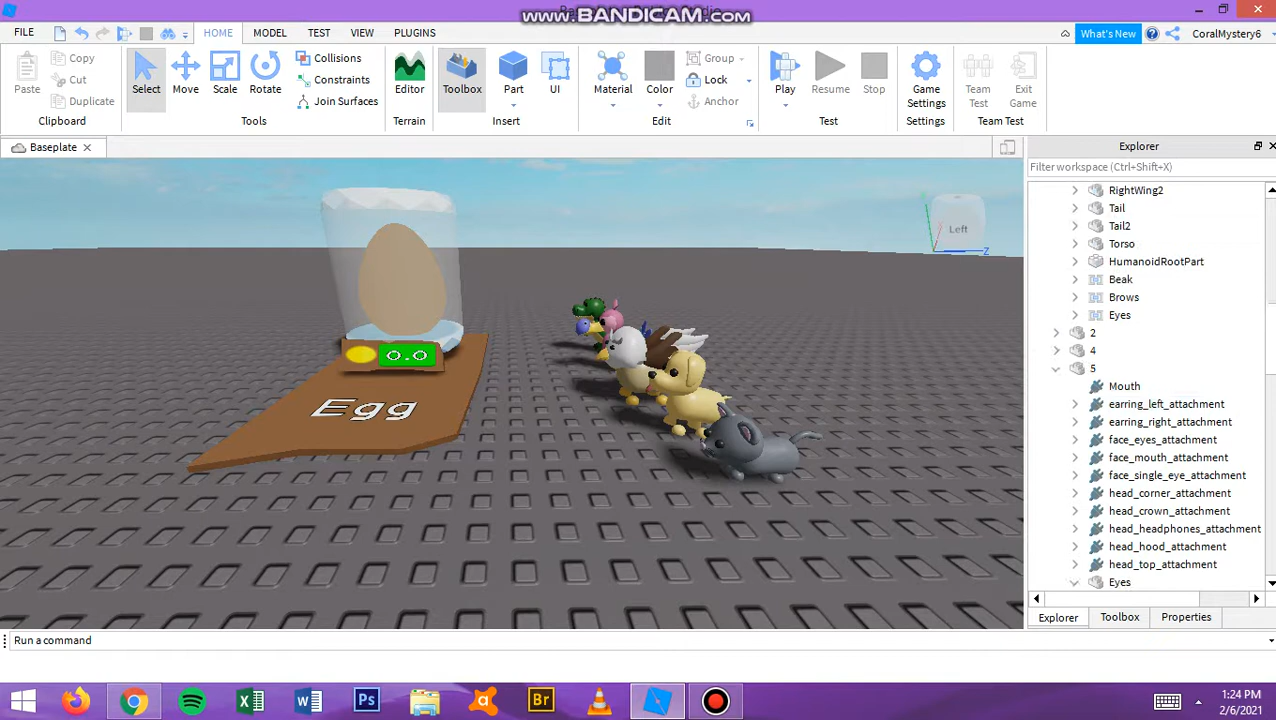 www.BANDICAM.com
FILE
HOME
MODEL
TEST
VIEW
PLUGINS
What's New
CoralMystery6
Paste
Copy
Cut
Duplicate
Clipboard
Select
Move
Scale
Rotate
Collisions
Constraints
Join Surfaces
Tools
Editor
Terrain
Toolbox
Part
UI
Insert
Material
Color
Group
Lock
Anchor
Edit
Play
Resume
Stop
Test
Game Settings
Settings
Team Test
Exit Game
Team Test
Baseplate
Explorer
Filter workspace (Ctrl+Shift+X)
RightWing2
Tail
Tail2
Torso
HumanoidRootPart
Beak
Brows
Eyes
2
4
5
Mouth
earring_left_attachment
earring_right_attachment
face_eyes_attachment
face_mouth_attachment
face_single_eye_attachment
head_corner_attachment
head_crown_attachment
head_headphones_attachment
head_hood_attachment
head_top_attachment
Eyes
Left
Z
0.0
Egg
Explorer
Toolbox
Properties
Run a command
Ps
Br
1:24 PM
2/6/2021